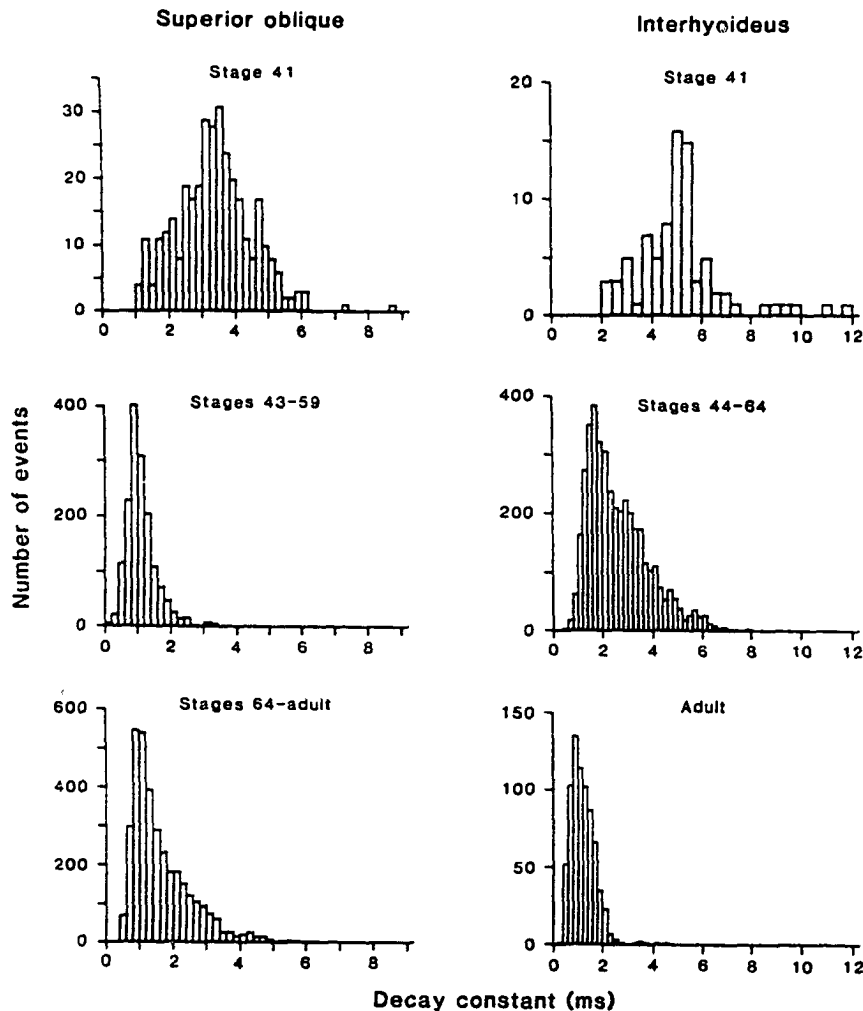 Superior oblique
Interhyoideus
Stage 41
30
20
10
0
0 2 4 6 8
Stage 41
20
10
0
0 2 4 6 8 10 12
Number of events
Stages 43-59
400
200
0
0 2 4 6 8
Stages 44-64
400
200
0
0 2 4 6 8 10 12
Stages 64-adult
600
400
200
0
0 2 4 6 8
Adult
150
100
50
0
0 2 4 6 8 10 12
Decay constant (ms)